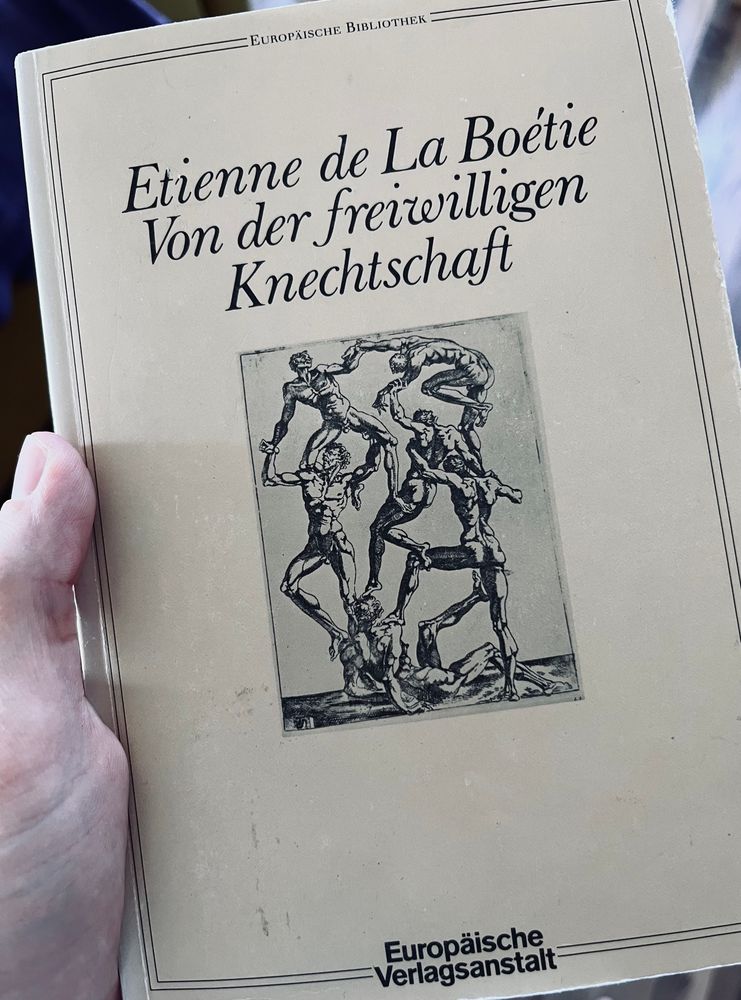 EUROPÄISCHE BIBLIOTHEK
Etienne de La Boétie
Von der freiwilligen
Knechtschaft
Europäische
Verlagsanstalt